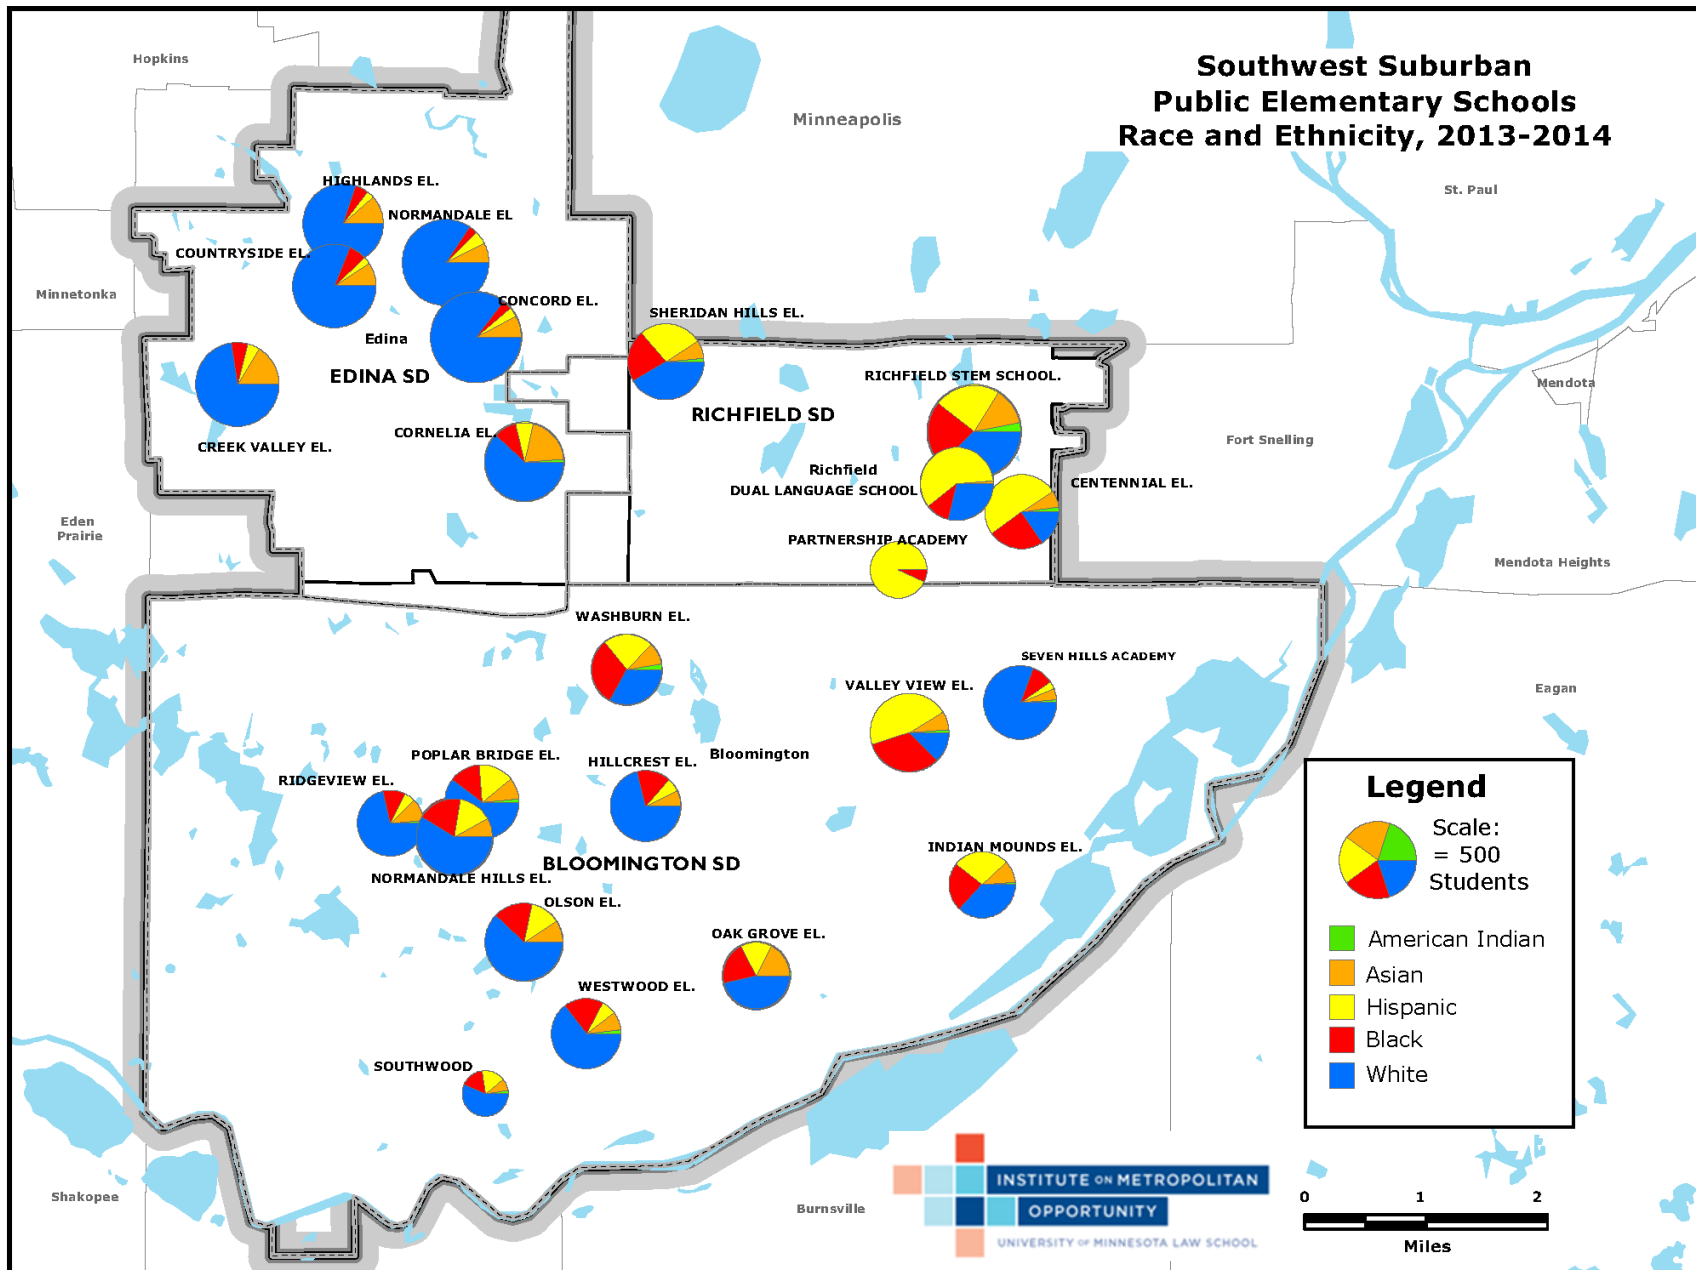 Southwest Suburban
Public Elementary Schools
Race and Ethnicity, 2013-2014
Hopkins
Minneapolis
St. Paul
HIGHLANDS EL.
NORMANDALE EL
COUNTRYSIDE EL.
Minnetonka
CONCORD EL.
SHERIDAN HILLS EL.
Edina
EDINA SD
RICHFIELD STEM SCHOOL.
Mendota
RICHFIELD SD
CORNELIA EL.
CREEK VALLEY EL.
Fort Snelling
Richfield
DUAL LANGUAGE SCHOOL
CENTENNIAL EL.
Eden
Prairie
PARTNERSHIP ACADEMY
Mendota Heights
WASHBURN EL.
SEVEN HILLS ACADEMY
VALLEY VIEW EL.
Eagan
POPLAR BRIDGE EL.
Bloomington
HILLCREST EL.
RIDGEVIEW EL.
INDIAN MOUNDS EL.
BLOOMINGTON SD
NORMANDALE HILLS EL.
OLSON EL.
OAK GROVE EL.
WESTWOOD EL.
SOUTHWOOD
Shakopee
Burnsville
Legend
Scale:
= 500
Students
American Indian
Asian
Hispanic
Black
White
INSTITUTE ON METROPOLITAN
OPPORTUNITY
UNIVERSITY OF MINNESOTA LAW SCHOOL
0 1 2
Miles